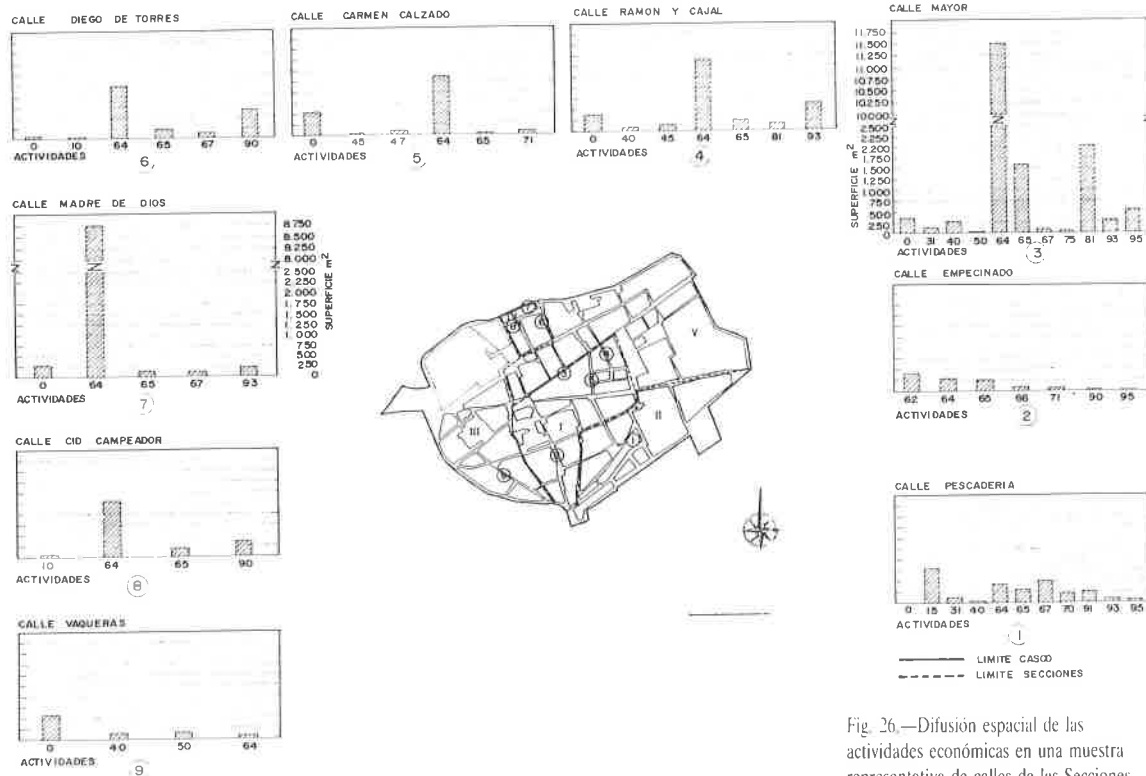 CALLE DIEGO DE TORRES
0 10 64 65 67 90
ACTIVIDADES
6
CALLE CARMEN CALZADO
0 45 47 64 65 71
ACTIVIDADES
5
CALLE RAMON Y CAJAL
0 40 45 64 65 81 93
ACTIVIDADES
4
CALLE MAYOR
SUPERFICIE m²
11.750
11.500
11.250
11.000
10.750
10.500
10.250
10.000
2.500
2.200
1.750
1.500
1.250
1.000
750
500
250
0
N
0 31 40 50 64 65 67 75 81 93 95
ACTIVIDADES
3
CALLE MADRE DE DIOS
8.750
8.500
8.250
8.000
2.500
2.250
2.000
1.750
1.500
1.250
1.000
750
500
250
0
SUPERFICIE m²
N
0 64 65 67 93
ACTIVIDADES
7
CALLE EMPECINADO
62 64 65 66 71 90 95
ACTIVIDADES
2
CALLE CID CAMPEADOR
10 64 65 90
ACTIVIDADES
8
CALLE PESCADERIA
0 15 31 40 64 65 67 70 91 93 95
ACTIVIDADES
1
CALLE VAQUERAS
0 40 50 64
ACTIVIDADES
9
V
III
I
II
LIMITE CASCO
LIMITE SECCIONES
Fig. 26.—Difusión espacial de las
actividades económicas en una muestra
representativa de calles de las Secciones